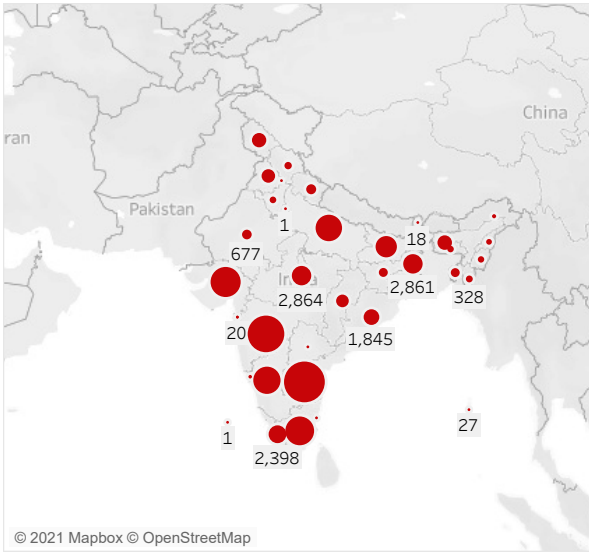 China
ran
Pakistan
1
18
677
2,861
India
2,864
328
20
1,845
27
1
2,398
© 2021 Mapbox © OpenStreetMap